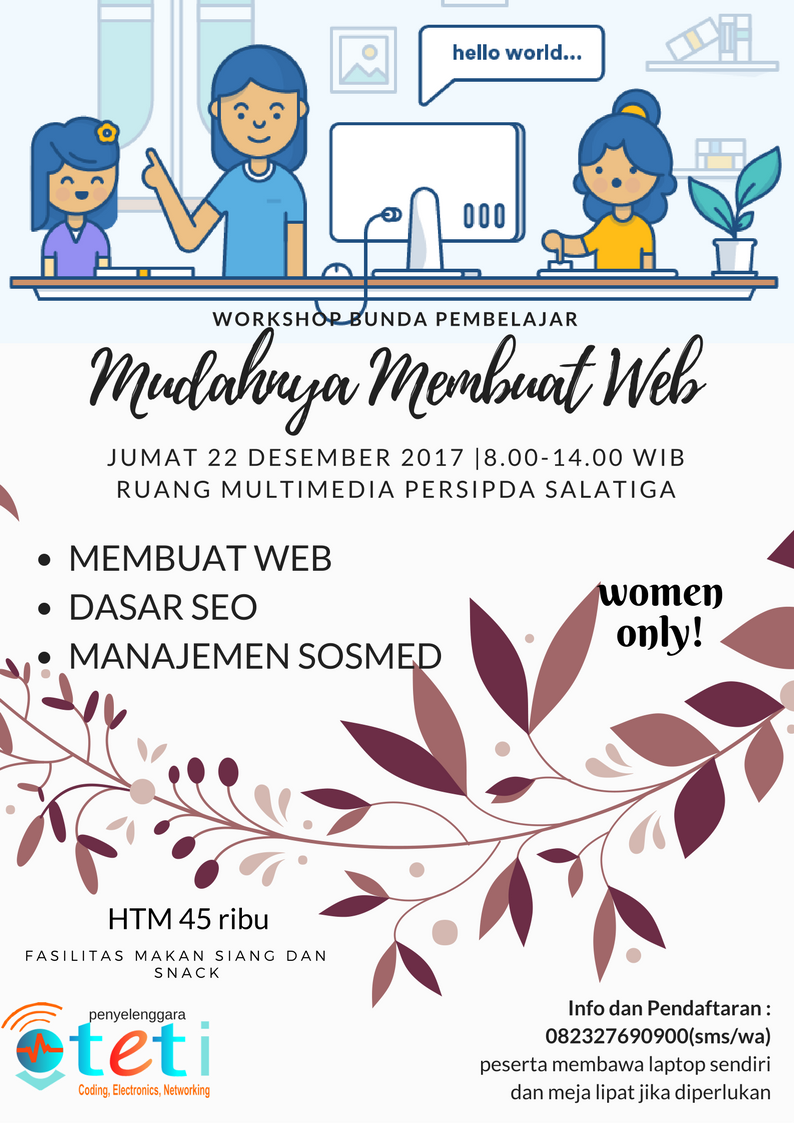 hello world...
WORKSHOP BUNDA PEMBELAJAR
Mudahnya Membuat Web
JUMAT 22 DESEMBER 2017 |8.00-14.00 WIB
RUANG MULTIMEDIA PERSIPDA SALATIGA
• MEMBUAT WEB
• DASAR SEO
• MANAJEMEN SOSMED
women
only!
HTM 45 ribu
FASILITAS MAKAN SIANG DAN
SNACK
penyelenggara
teti
Coding, Electronics, Networking
Info dan Pendaftaran :
082327690900(sms/wa)
peserta membawa laptop sendiri
dan meja lipat jika diperlukan